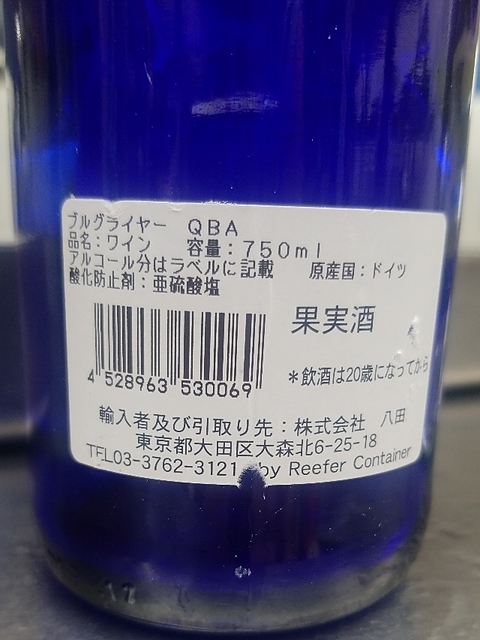 ブルグライヤー QBA
品名：ワイン 容量：750ml
アルコール分はラベルに記載 原産国：ドイツ
酸化防止剤：亜硫酸塩
果実酒
＊飲酒は20歳になってから
4 528963 530069
輸入者及び引取り先：株式会社 八田
東京都大田区大森北6-25-18
TEL03-3762-3121 by Reefer Container